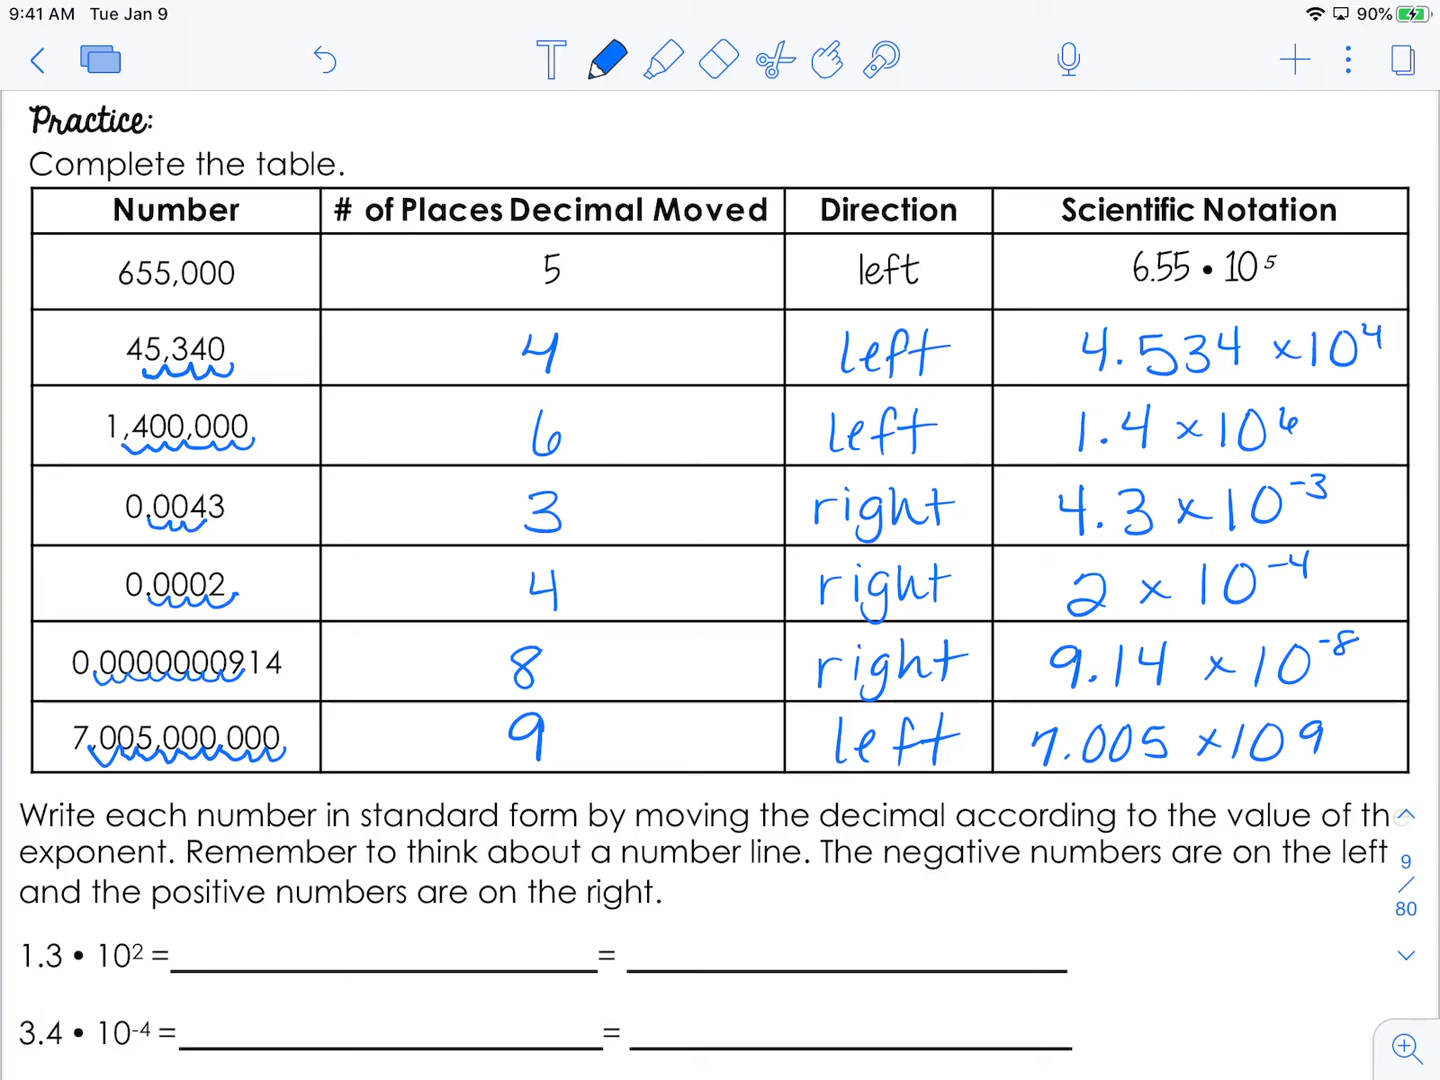 9:41 AM Tue Jan 9 90%
Practice:
Complete the table.
Number # of Places Decimal Moved Direction Scientific Notation
655,000 5 left 6.55 • 10⁵
45,340 4 left 4.534 ×10⁴
1,400,000 6 left 1.4 ×10⁶
0.0043 3 right 4.3 ×10⁻³
0.0002 4 right 2 × 10⁻⁴
0.0000000914 8 right 9.14 ×10⁻⁸
7,005,000,000 9 left 7.005 ×10⁹
Write each number in standard form by moving the decimal according to the value of the
exponent. Remember to think about a number line. The negative numbers are on the left
and the positive numbers are on the right.
9
/
80
1.3 • 10² = =
3.4 • 10⁻⁴ = =